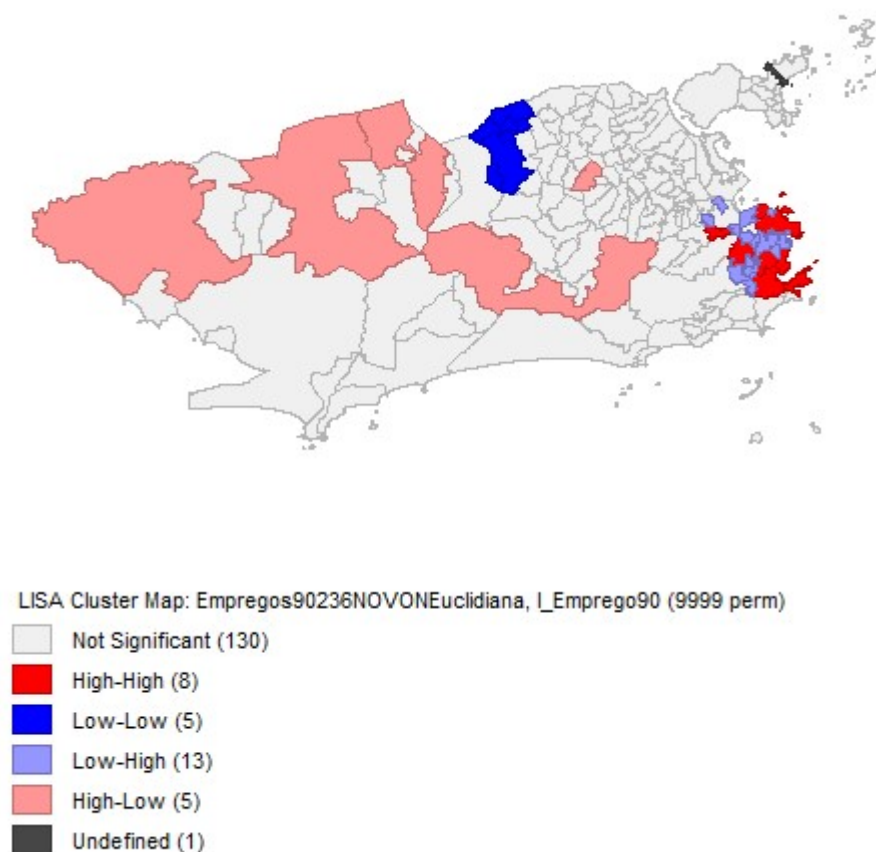 LISA Cluster Map: Empregos90236NOVONEuclidiana, I_Emprego90 (9999 perm)
Not Significant (130)
High-High (8)
Low-Low (5)
Low-High (13)
High-Low (5)
Undefined (1)